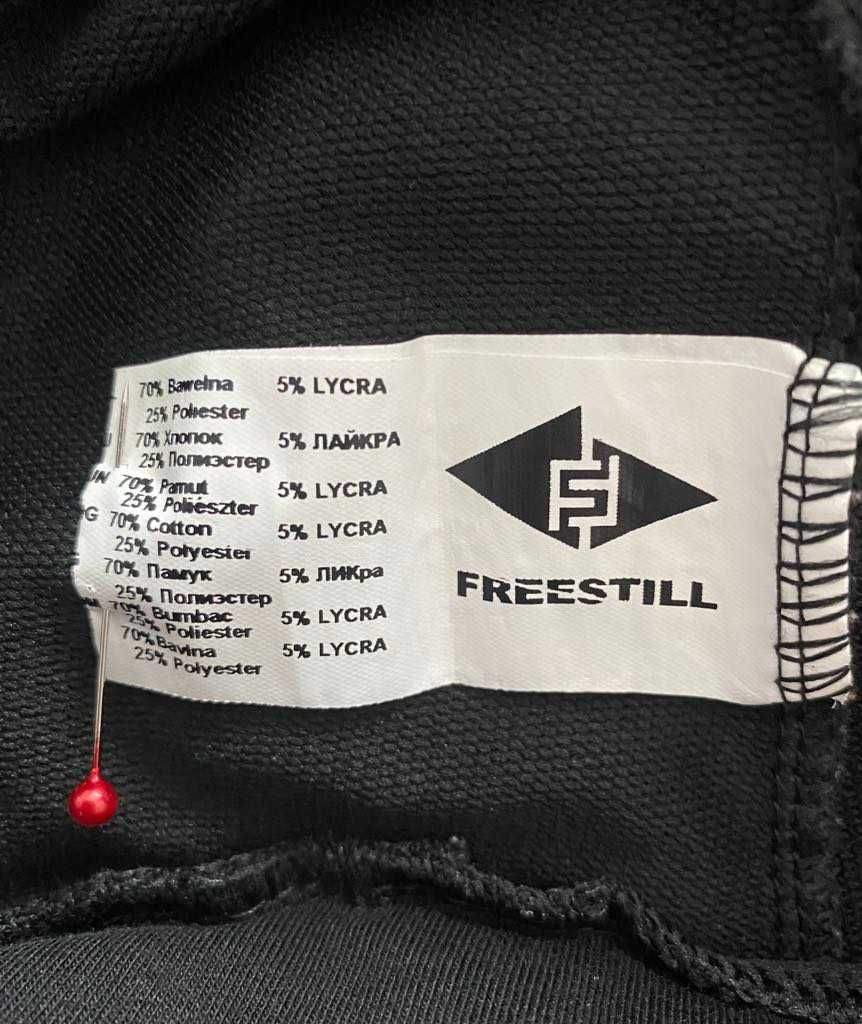 70% Bawełna 5% LYCRA
25% Poliester
70% Хлопок 5% ЛАЙКРА
25% Полиэстер
70% Pamut 5% LYCRA
25% Poliészter
70% Cotton 5% LYCRA
25% Polyester
70% Памук 5% ЛИКра
25% Полиэстер
70% Bumbac 5% LYCRA
25% Poliester
70% Bavlna 5% LYCRA
25% Polyester
FREESTILL